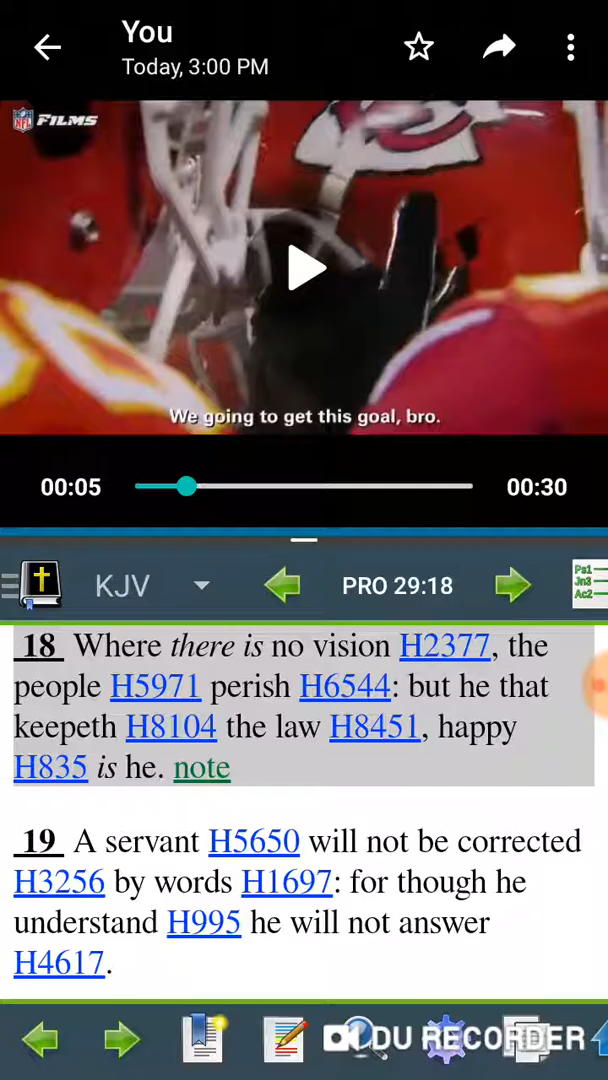 You
Today, 3:00 PM
NFL FILMS
We going to get this goal, bro.
00:05
00:30
KJV
PRO 29:18
Ps1
Jn3
Ac2
18 Where there is no vision H2377, the
people H5971 perish H6544: but he that
keepeth H8104 the law H8451, happy
H835 is he. note
19 A servant H5650 will not be corrected
H3256 by words H1697: for though he
understand H995 he will not answer
H4617.
DU RECORDER